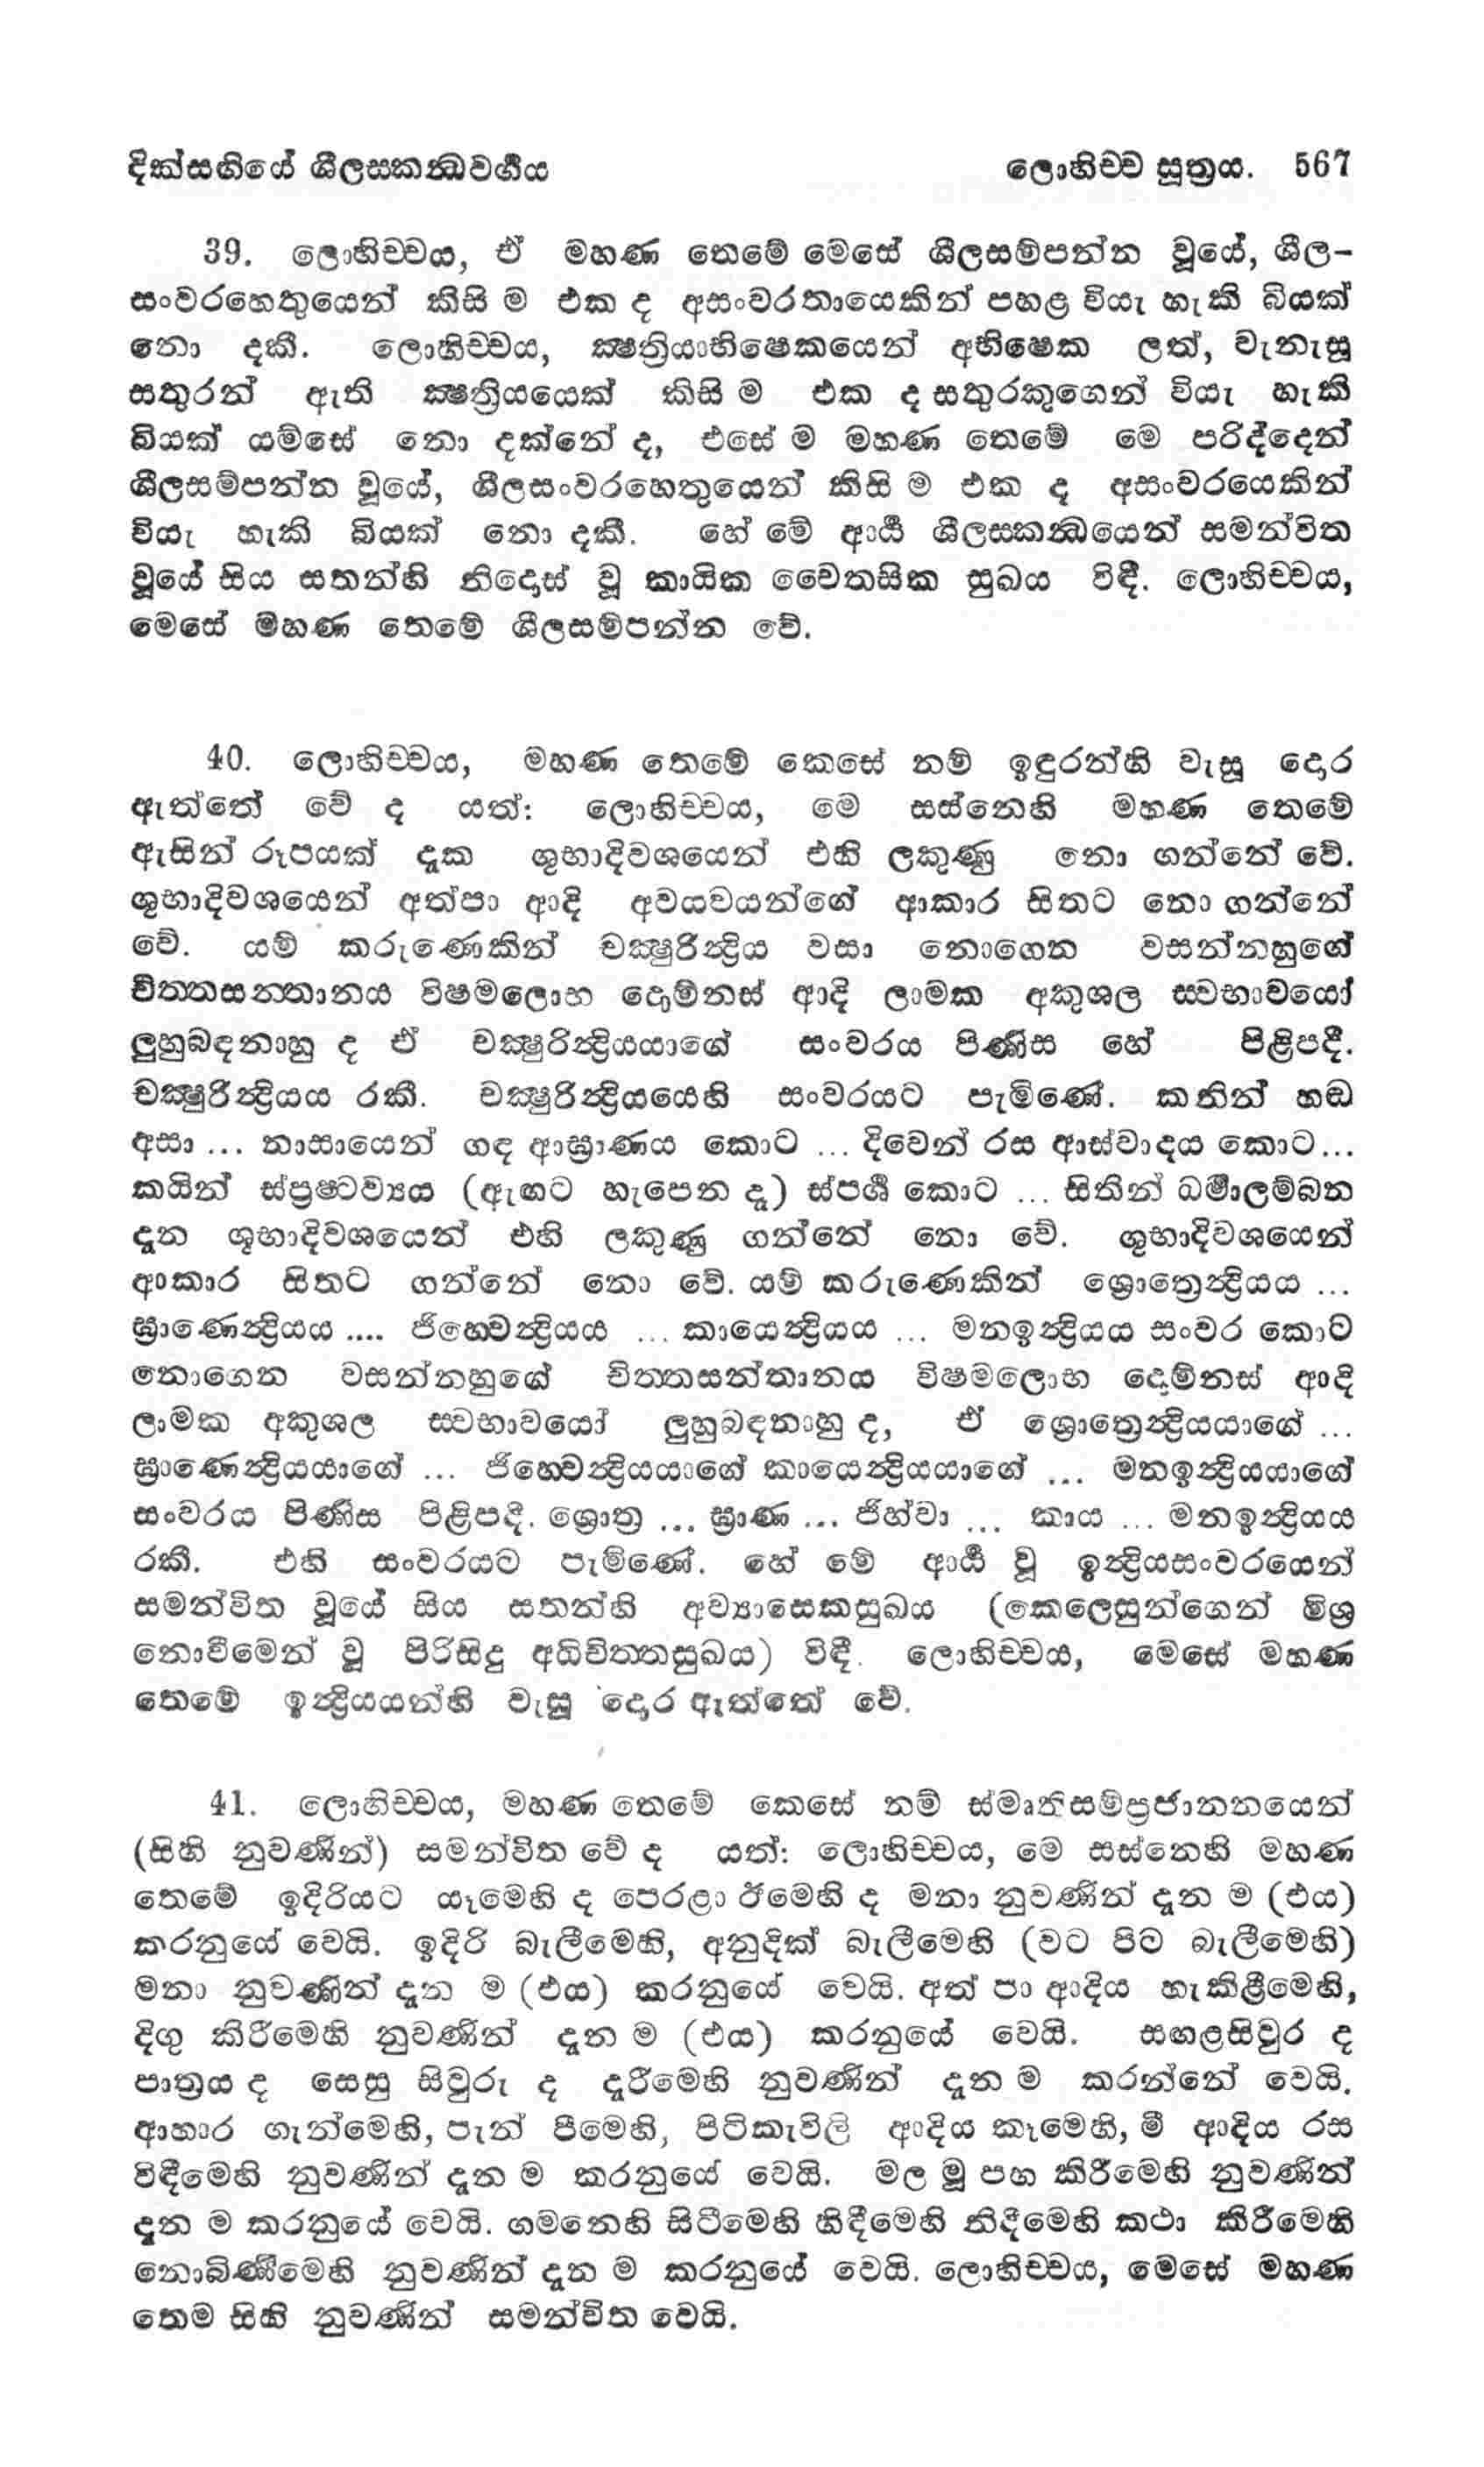 දික්සඟියේ ශීලස්කන්ධවර්ගය ලොහිච්ච සූත්‍රය. 567
39. ලොහිච්චය, ඒ මහණ තෙමේ මෙසේ ශීලසම්පන්න වූයේ, ශීල-
සංවරහෙතුයෙන් කිසි ම එක ද අසංවරතායෙකින් පහළ වියැ හැකි බියක්
නො දකී. ලොහිච්චය, ක්‍ෂත්‍රියාභිෂෙකයෙන් අභිෂෙක ලත්, වැනැසූ
සතුරන් ඇති ක්‍ෂත්‍රියයෙක් කිසි ම එක ද සතුරකුගෙන් වියැ හැකි
බියක් යම්සේ නො දක්නේ ද, එසේ ම මහණ තෙමේ මෙ පරිද්දෙන්
ශීලසම්පන්න වූයේ, ශීලසංවරහෙතුයෙන් කිසි ම එක ද අසංවරයෙකින්
වියැ හැකි බියක් නො දකී. හේ මේ ආර්‍ය්‍ය ශීලස්කන්ධයෙන් සමන්විත
වූයේ සිය සතන්හි නිදොස් වූ කායික චෛතසික සුඛය විඳී. ලොහිච්චය,
මෙසේ මහණ තෙමේ ශීලසම්පන්න වේ.
40. ලොහිච්චය, මහණ තෙමේ කෙසේ නම් ඉඳුරන්හි වැසූ දොර
ඇත්තේ වේ ද යත්: ලොහිච්චය, මෙ සස්නෙහි මහණ තෙමේ
ඇසින් රූපයක් දැක ශුභාදිවශයෙන් එහි ලකුණු නො ගන්නේ වේ.
ශුභාදිවශයෙන් අත්පා ආදි අවයවයන්ගේ ආකාර සිතට නො ගන්නේ
වේ. යම් කරුණෙකින් චක්‍ෂුරින්‍ද්‍රිය වසා නොගෙන වසන්නහුගේ
චිත්තසන්තානය විෂමලොභ දොම්නස් ආදි ලාමක අකුශල ස්වභාවයෝ
ලුහුබඳනාහු ද ඒ චක්‍ෂුරින්‍ද්‍රියයාගේ සංවරය පිණිස හේ පිළිපදී.
චක්‍ෂුරින්‍ද්‍රියය රකී. චක්‍ෂුරින්‍ද්‍රියයෙහි සංවරයට පැමිණේ. කනින් හඬ
අසා ... නාසායෙන් ගඳ ආඝ්‍රාණය කොට ... දිවෙන් රස ආස්වාදය කොට...
කයින් ස්ප්‍රෂ්ටව්‍යය (ඇඟට හැපෙන දෑ) ස්පර්ශ කොට ... සිතින් ධර්මාලම්බන
දැන ශුභාදිවශයෙන් එහි ලකුණු ගන්නේ නො වේ. ශුභාදිවශයෙන්
ආකාර සිතට ගන්නේ නො වේ. යම් කරුණෙකින් ශ්‍රොත්‍රෙන්‍ද්‍රියය ...
ඝ්‍රාණෙන්‍ද්‍රියය .... ජිහ්වෙන්‍ද්‍රියය ... කායෙන්‍ද්‍රියය ... මනඉන්‍ද්‍රියය සංවර කොට
නොගෙන වසන්නහුගේ චිත්තසන්තානය විෂමලොභ දොම්නස් ආදි
ලාමක අකුශල ස්වභාවයෝ ලුහුබඳනාහු ද, ඒ ශ්‍රොත්‍රෙන්‍ද්‍රියයාගේ ...
ඝ්‍රාණෙන්‍ද්‍රියයාගේ ... ජිහ්වෙන්‍ද්‍රියයාගේ කායෙන්‍ද්‍රියයාගේ ... මනඉන්‍ද්‍රියයාගේ
සංවරය පිණිස පිළිපදී. ශ්‍රොත්‍ර ... ඝ්‍රාණ ... ජිහ්වා ... කාය ... මනඉන්‍ද්‍රියය
රකී. එහි සංවරයට පැමිණේ. හේ මේ ආර්‍ය්‍ය වූ ඉන්‍ද්‍රියසංවරයෙන්
සමන්විත වූයේ සිය සතන්හි අව්‍යාසෙකසුඛය (කෙලෙසුන්ගෙන් මිශ්‍ර
නොවීමෙන් වූ පිරිසිදු අධිචිත්තසුඛය) විඳී. ලොහිච්චය, මෙසේ මහණ
තෙමේ ඉන්‍ද්‍රියයන්හි වැසූ දොර ඇත්තේ වේ.
41. ලොහිච්චය, මහණ තෙමේ කෙසේ නම් ස්මෘතිසම්ප්‍රජානනයෙන්
(සිහි නුවණින්) සමන්විත වේ ද යත්: ලොහිච්චය, මෙ සස්නෙහි මහණ
තෙමේ ඉදිරියට යෑමෙහි ද පෙරළා ඊමෙහි ද මනා නුවණින් දැන ම (එය)
කරනුයේ වෙයි. ඉදිරි බැලීමෙහි, අනුදික් බැලීමෙහි (වට පිට බැලීමෙහි)
මනා නුවණින් දැන ම (එය) කරනුයේ වෙයි. අත් පා ආදිය හැකිළීමෙහි,
දිගු කිරීමෙහි නුවණින් දැන ම (එය) කරනුයේ වෙයි. සඟළසිවුර ද
පාත්‍රය ද සෙසු සිවුරු ද දැරීමෙහි නුවණින් දැන ම කරන්නේ වෙයි.
ආහාර ගැන්මෙහි, පැන් පීමෙහි, පිටිකැවිලි ආදිය කෑමෙහි, මී ආදිය රස
විඳීමෙහි නුවණින් දැන ම කරනුයේ වෙයි. මල මූ පහ කිරීමෙහි නුවණින්
දැන ම කරනුයේ වෙයි. ගමනෙහි සිටීමෙහි හිඳීමෙහි නිදීමෙහි කථා කිරීමෙහි
නොබිණීමෙහි නුවණින් දැන ම කරනුයේ වෙයි. ලොහිච්චය, මෙසේ මහණ
තෙම සිහි නුවණින් සමන්විත වෙයි.